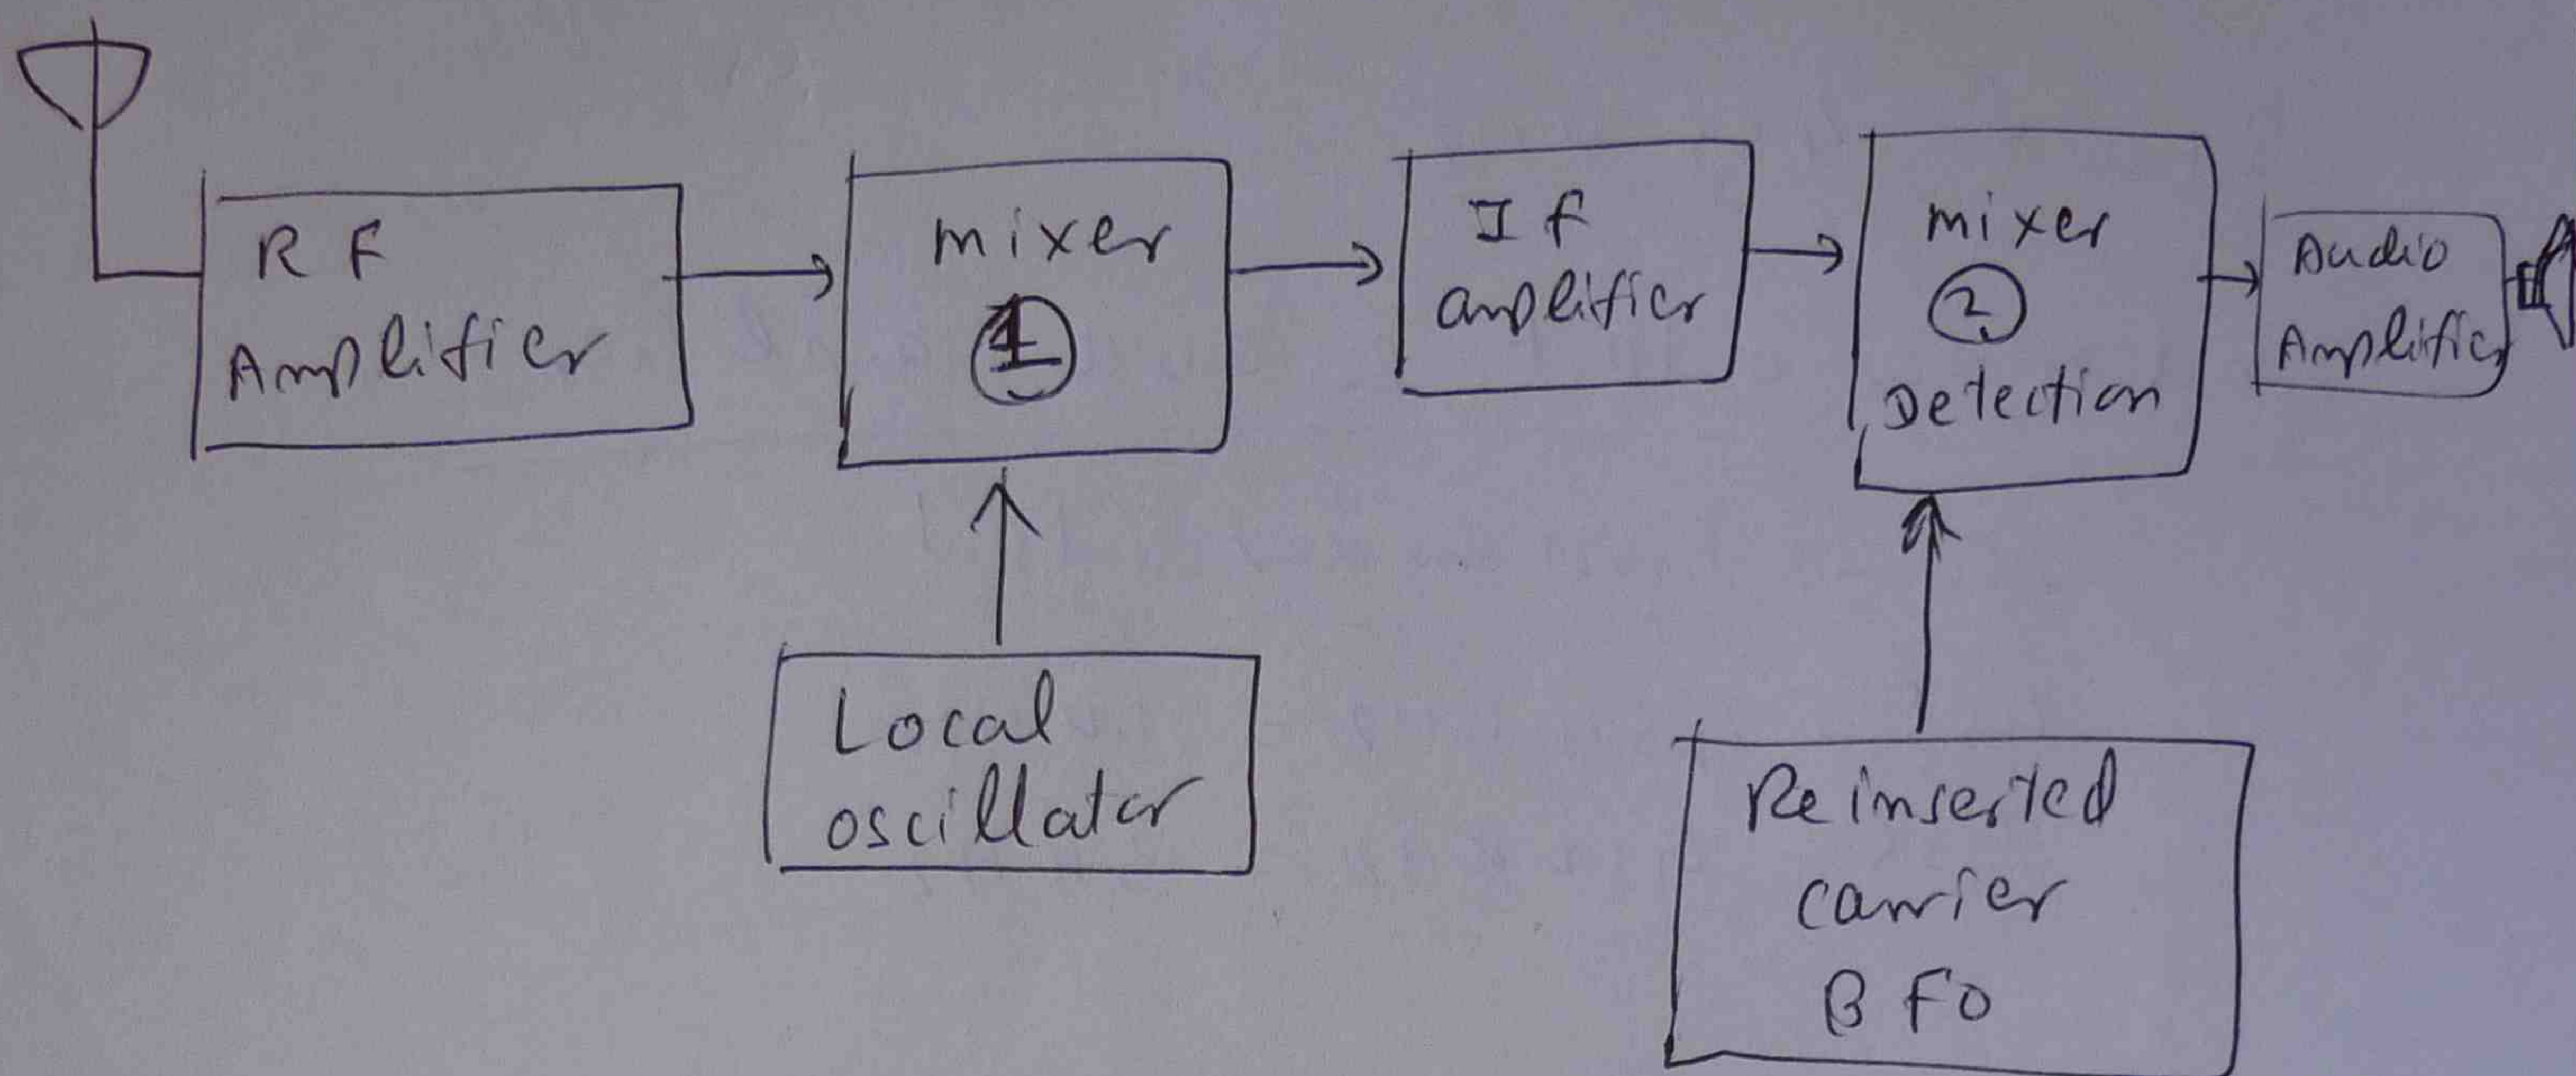 RF
Amplifier
mixer
1
If
amplifier
mixer
2
Detection
Audio
Amplifier
Local
oscillator
Reinserted
carrier
BFO